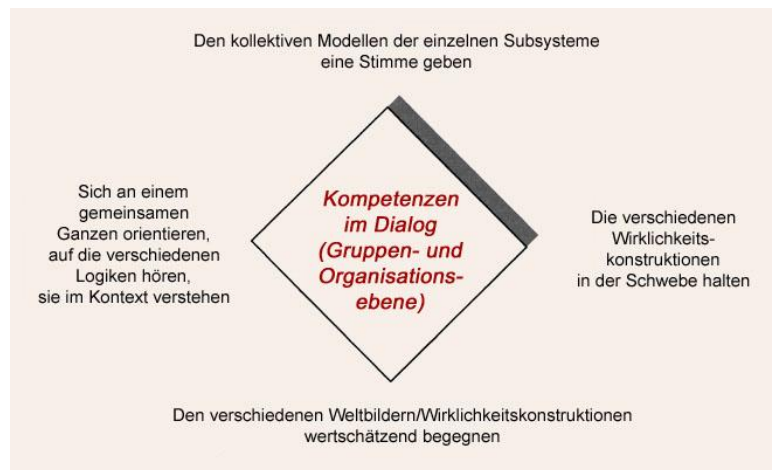 Den kollektiven Modellen der einzelnen Subsysteme
eine Stimme geben
Sich an einem
gemeinsamen
Ganzen orientieren,
auf die verschiedenen
Logiken hören,
sie im Kontext verstehen
Kompetenzen
im Dialog
(Gruppen- und
Organisations-
ebene)
Die verschiedenen
Wirklichkeits-
konstruktionen
in der Schwebe halten
Den verschiedenen Weltbildern/Wirklichkeitskonstruktionen
wertschätzend begegnen